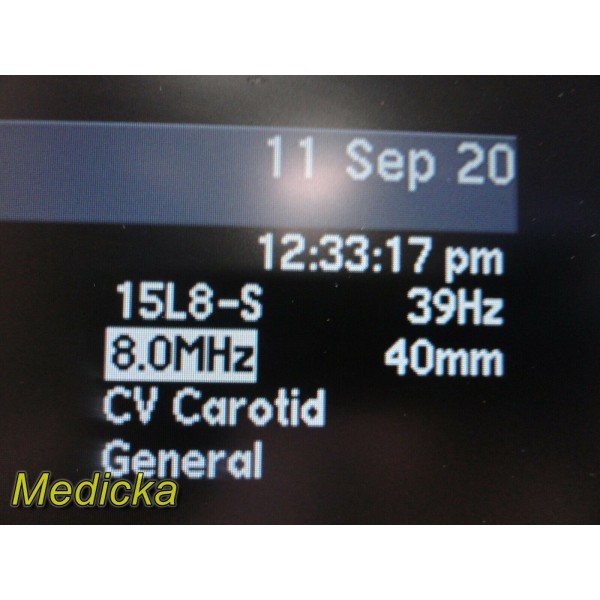 11 Sep 20
12:33:17 pm
15L8-S 39Hz
8.0MHz 40mm
CV Carotid
General
Medicka